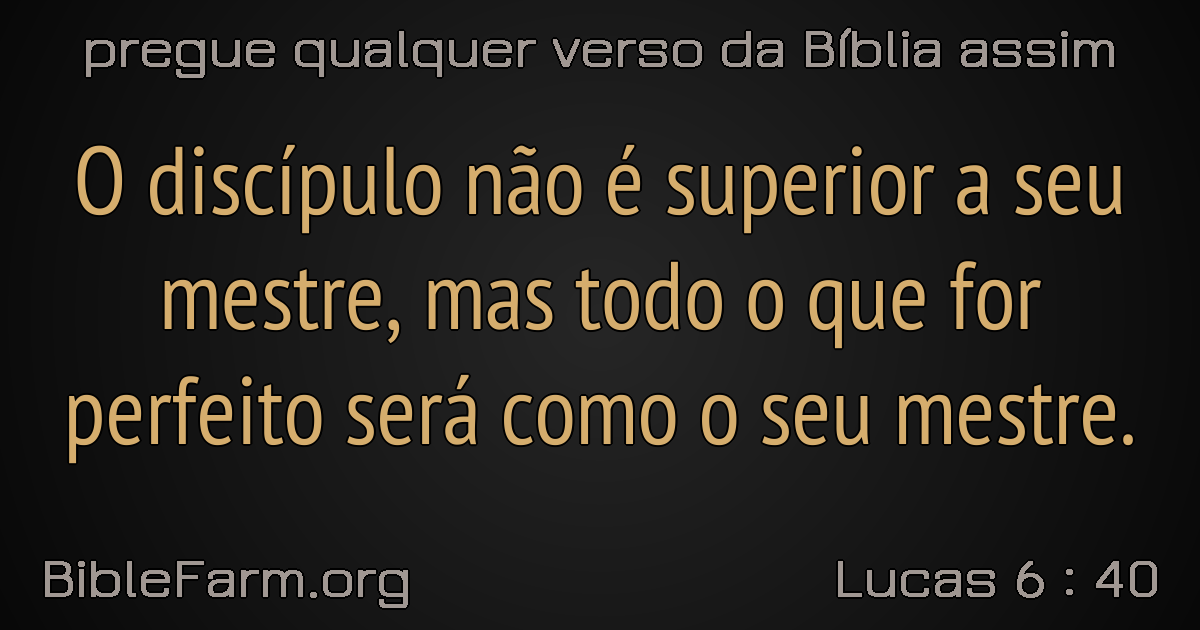 pregue qualquer verso da Bíblia assim
O discípulo não é superior a seu
mestre, mas todo o que for
perfeito será como o seu mestre.
BibleFarm.org
Lucas 6 : 40